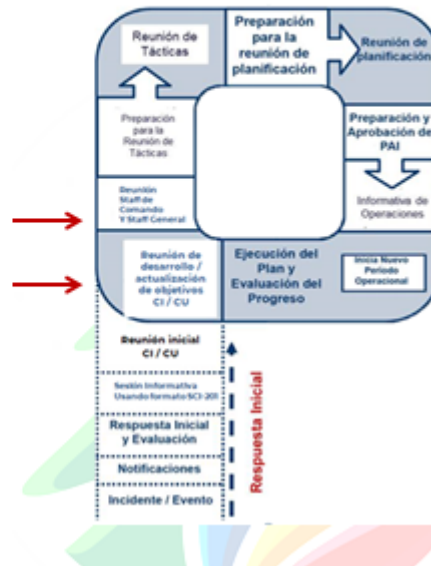 Reunión de
Tácticas
Preparación
para la
reunión de
planificación
Reunión de
planificación
Preparación
para la
Reunión de
Tácticas
Preparación y
Aprobación de
PAI
Reunión
Staff de
Comando
Y Staff General
Informativa de
Operaciones
Reunión de
desarrollo /
actualización
de objetivos
CI / CU
Ejecución del
Plan y
Evaluación del
Progreso
Inicia Nuevo
Periodo
Operacional
Reunión inicial
CI / CU
Sesión Informativa
Usando formato SCI-201
Respuesta Inicial
y Evaluación
Notificaciones
Incidente / Evento
Respuesta Inicial